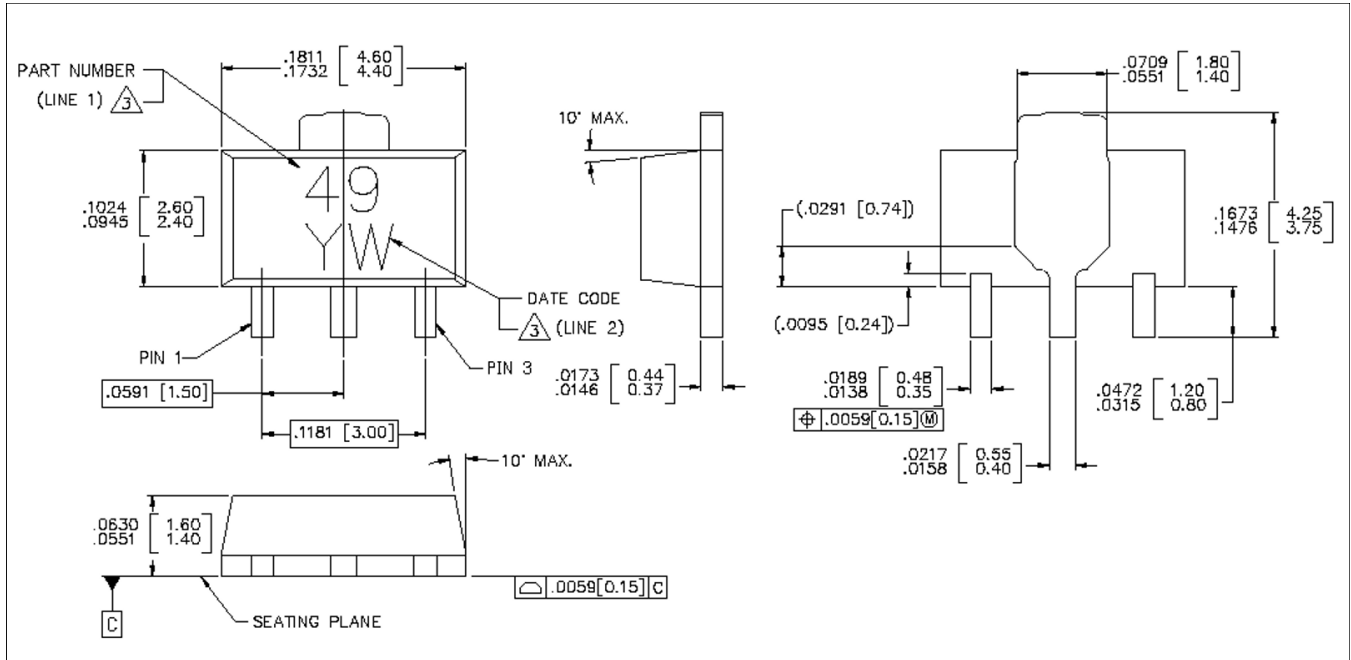 PART NUMBER
(LINE 1) 3
.1811 [4.60]
.1732 [4.40]
49
YW
.1024 [2.60]
.0945 [2.40]
DATE CODE
3 (LINE 2)
PIN 1
PIN 3
.0591 [1.50]
.1181 [3.00]
10° MAX.
.0173 [0.44]
.0146 [0.37]
.0709 [1.80]
.0551 [1.40]
(.0291 [0.74])
(.0095 [0.24])
.1673 [4.25]
.1476 [3.75]
.0189 [0.48]
.0138 [0.35]
⌖ .0059[0.15]Ⓜ
.0472 [1.20]
.0315 [0.80]
.0217 [0.55]
.0158 [0.40]
10° MAX.
.0630 [1.60]
.0551 [1.40]
⌓ .0059[0.15] C
C
SEATING PLANE